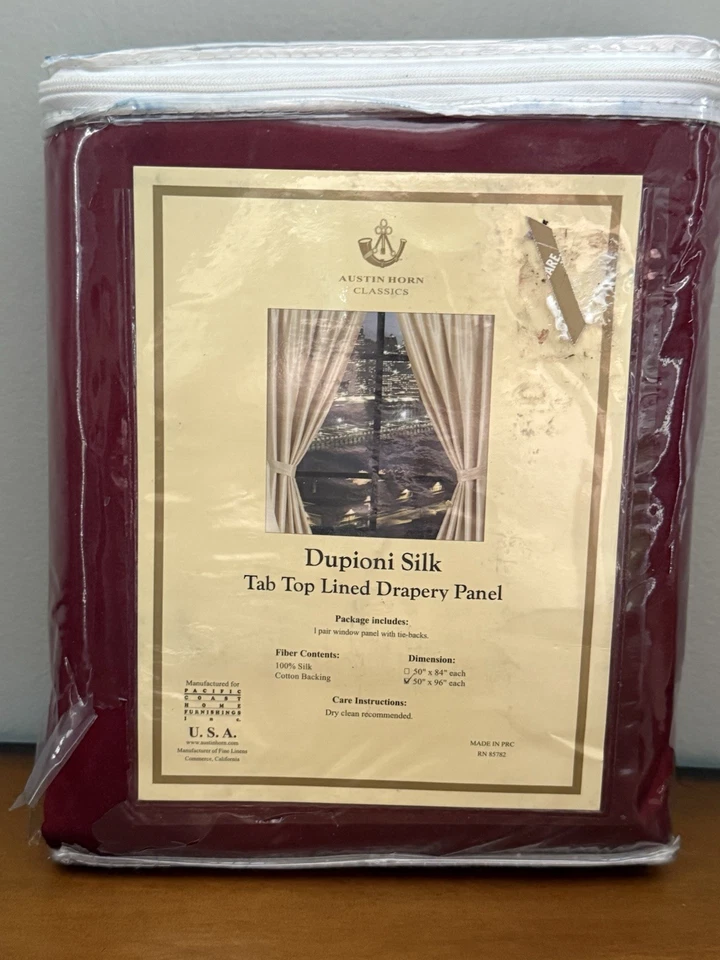 ARE
AUSTIN HORN
CLASSICS
Dupioni Silk
Tab Top Lined Drapery Panel
Package includes:
1 pair window panel with tie-backs.
Fiber Contents:
100% Silk
Cotton Backing
Dimension:
50" x 84" each
50" x 96" each
Care Instructions:
Dry clean recommended.
Manufactured for
PACIFIC
COAST
HOME
FURNISHINGS
Inc.
U. S. A.
www.austinhorn.com
Manufacturer of Fine Linens
Commerce, California
MADE IN PRC
RN 85782